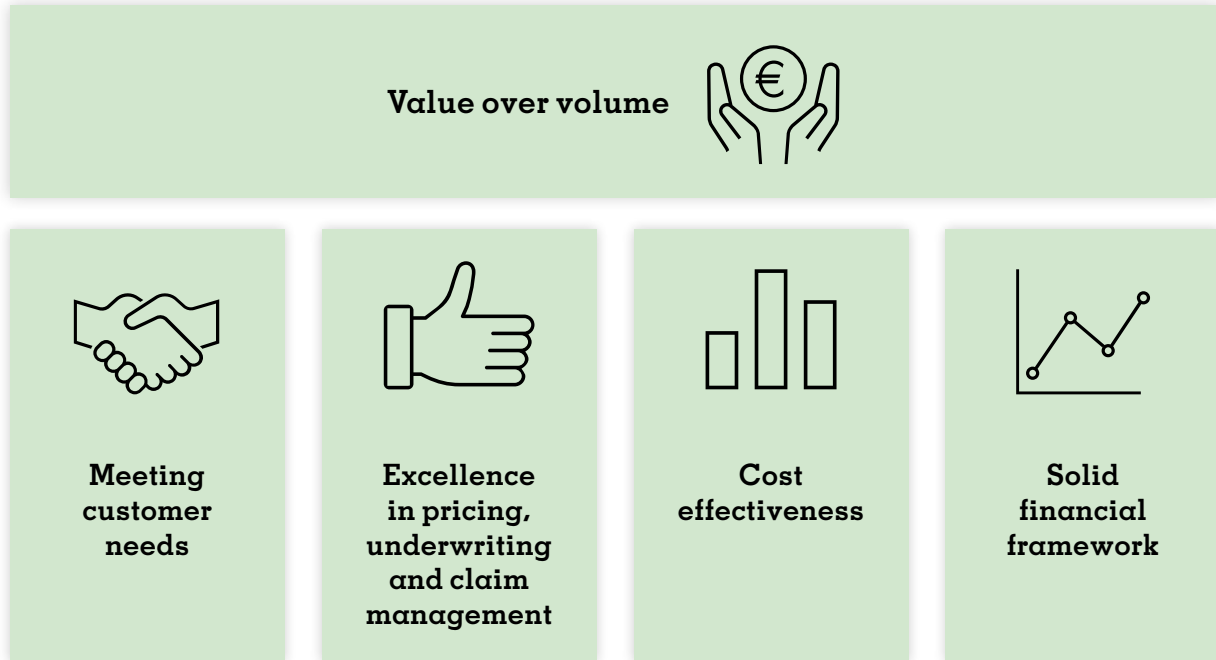 Value over volume
€
Meeting
customer
needs
Excellence
in pricing,
underwriting
and claim
management
Cost
effectiveness
Solid
financial
framework